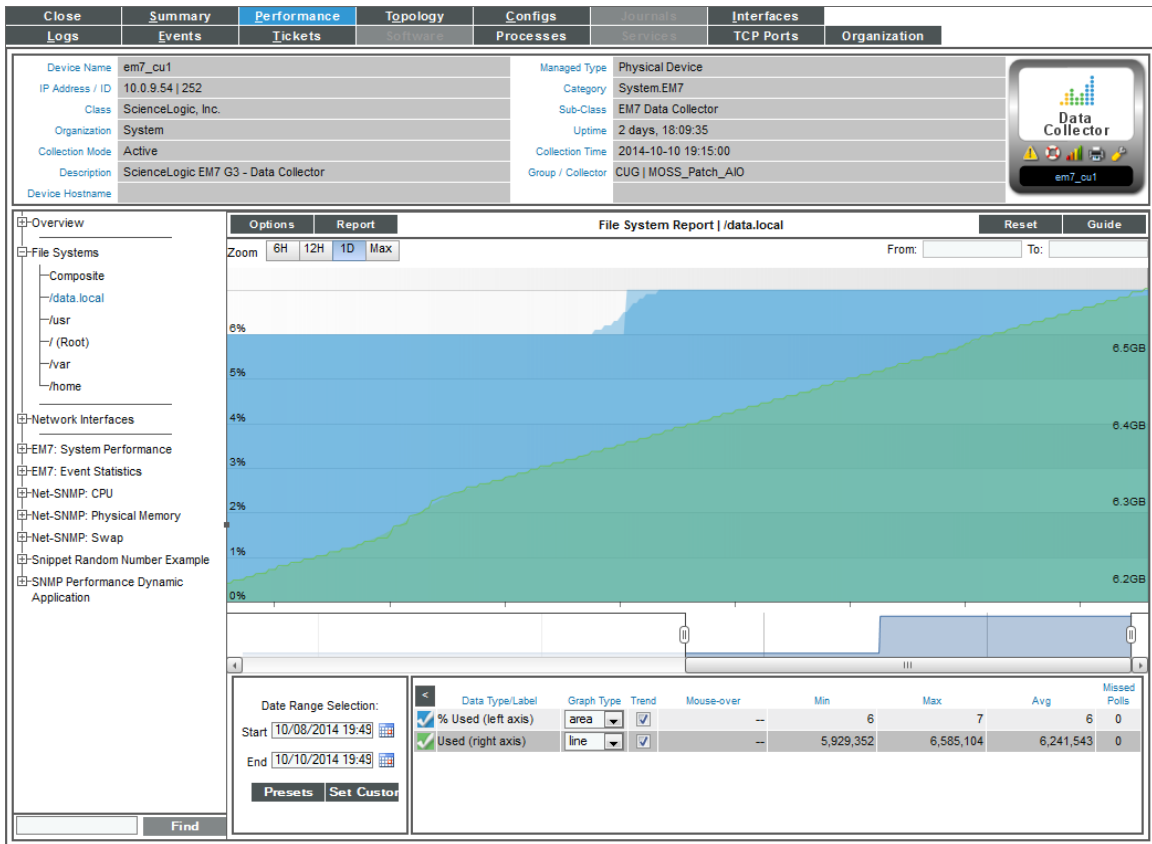 Close Summary Performance Topology Configs Journals Interfaces
Logs Events Tickets Software Processes Services TCP Ports Organization
Device Name em7_cu1 Managed Type Physical Device
IP Address / ID 10.0.9.54 | 252 Category System.EM7
Class ScienceLogic, Inc. Sub-Class EM7 Data Collector
Organization System Uptime 2 days, 18:09:35
Collection Mode Active Collection Time 2014-10-10 19:15:00
Description ScienceLogic EM7 G3 - Data Collector Group / Collector CUG | MOSS_Patch_AIO
Device Hostname
Data
Collector
em7_cu1
Overview
File Systems
Composite
/data.local
/usr
/ (Root)
/var
/home
Network Interfaces
EM7: System Performance
EM7: Event Statistics
Net-SNMP: CPU
Net-SNMP: Physical Memory
Net-SNMP: Swap
Snippet Random Number Example
SNMP Performance Dynamic
Application
Find
Options Report File System Report | /data.local Reset Guide
Zoom 6H 12H 1D Max From: To:
6%
6.5GB
5%
4%
6.4GB
3%
2%
6.3GB
1%
6.2GB
0%
Date Range Selection:
Start 10/08/2014 19:49
End 10/10/2014 19:49
Presets Set Custor
< Data Type/Label Graph Type Trend Mouse-over Min Max Avg Missed
Polls
% Used (left axis) area -- 6 7 6 0
Used (right axis) line -- 5,929,352 6,585,104 6,241,543 0